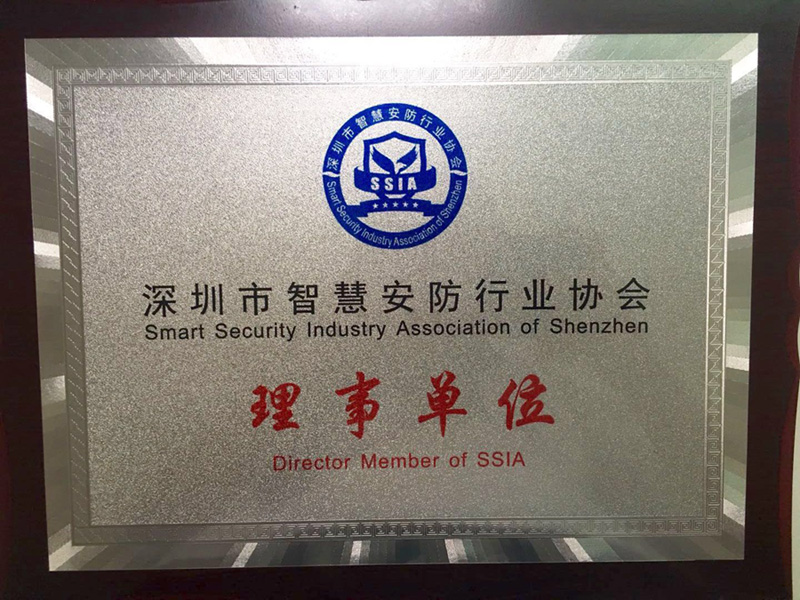 深圳市智慧安防行业协会
SSIA
Smart Security Industry Association of Shenzhen
深圳市智慧安防行业协会
Smart Security Industry Association of Shenzhen
理事单位
Director Member of SSIA